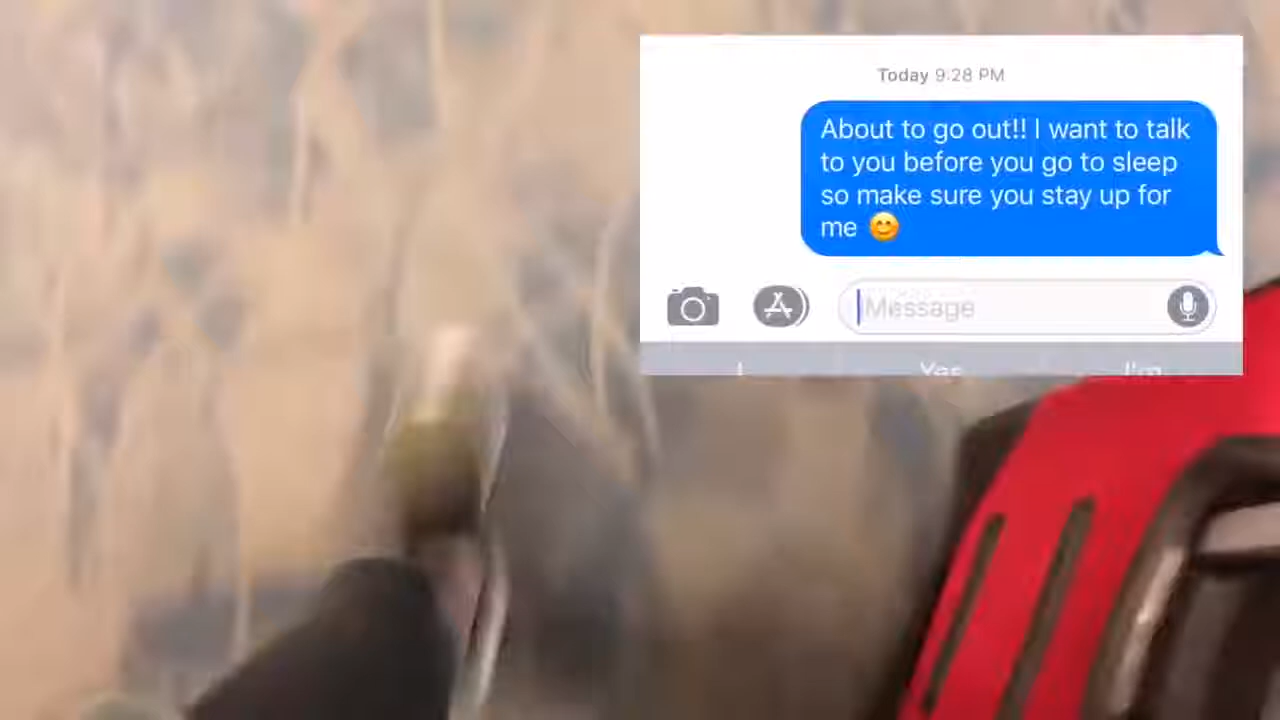 Today 9:28 PM
About to go out!! I want to talk
to you before you go to sleep
so make sure you stay up for
me 😊
Message
I Yes I'm